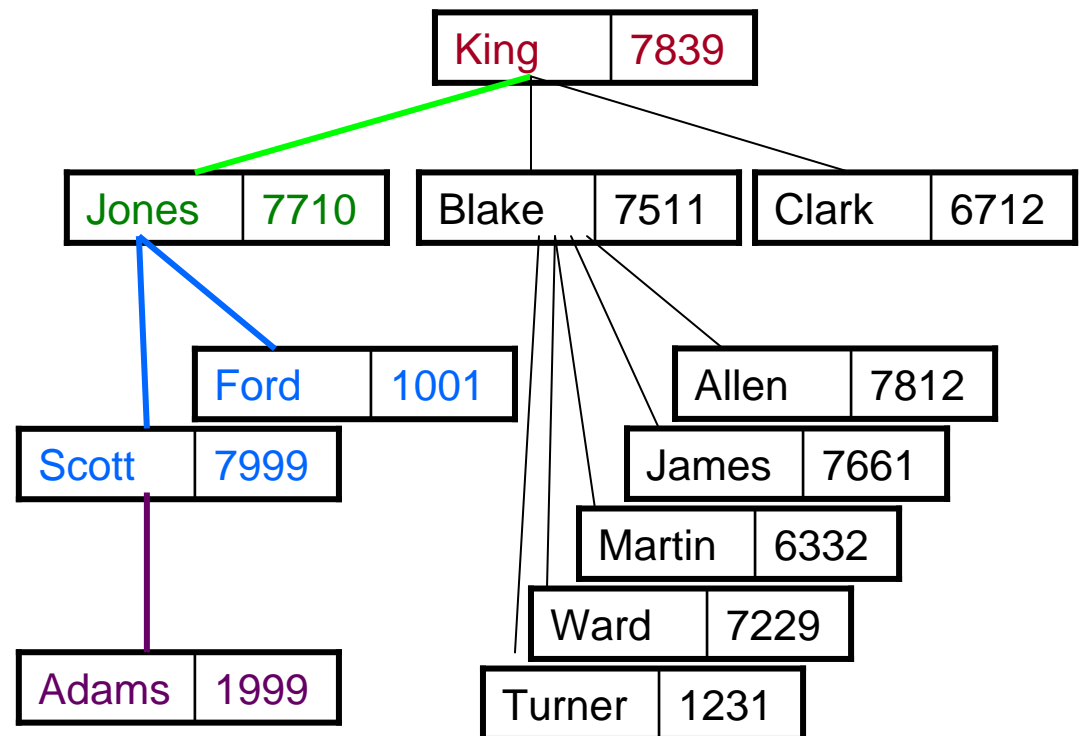 King 7839
Jones 7710 Blake 7511 Clark 6712
Ford 1001 Allen 7812
Scott 7999 James 7661
Martin 6332
Ward 7229
Adams 1999 Turner 1231